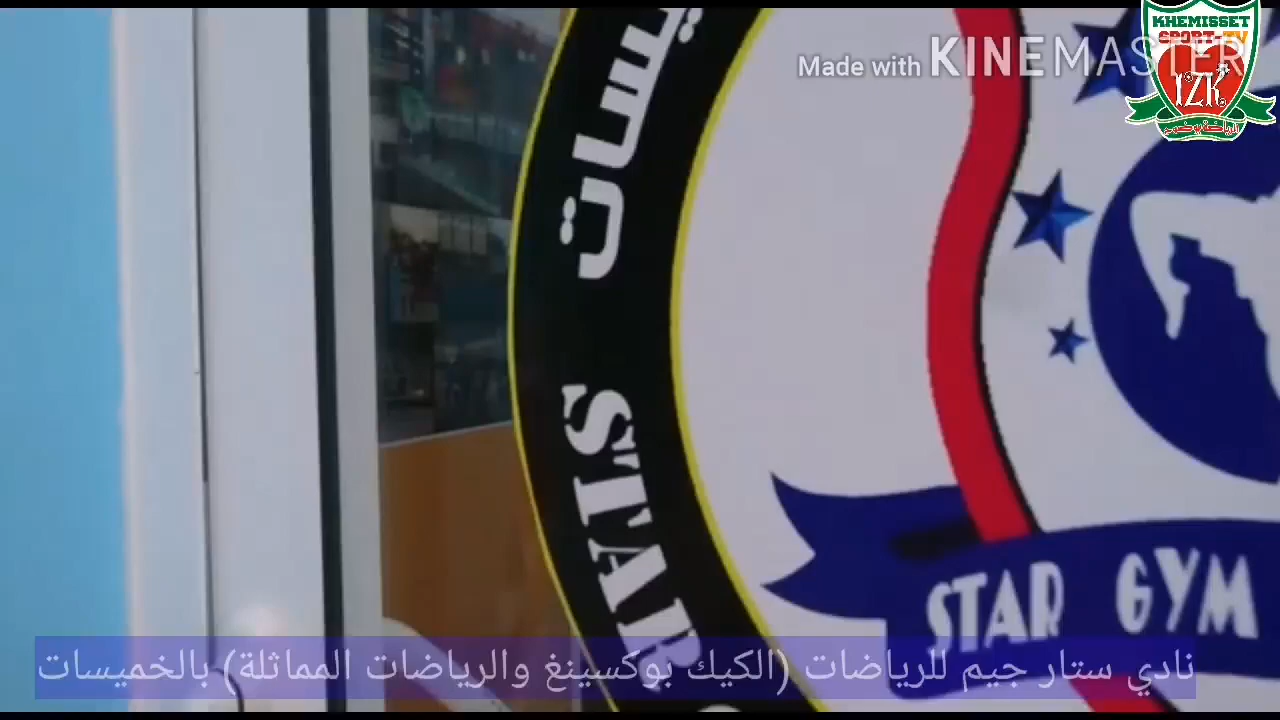 KHEMISSET
SPORT-TV
IZK
Made with KINEMASTER
يسات
STAR
STAR GYM
نادي ستار جيم للرياضات (الكيك بوكسينغ والرياضات المماثلة) بالخميسات